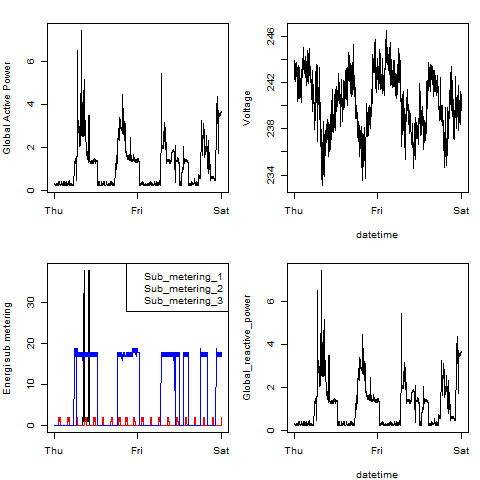 Global Active Power
6
4
2
0
Thu
Fri
Sat
Voltage
246
242
238
234
Thu
Fri
Sat
datetime
Energi sub metering
30
20
10
0
Sub_metering_1
Sub_metering_2
Sub_metering_3
Thu
Fri
Sat
Global_reactive_power
6
4
2
0
Thu
Fri
Sat
datetime